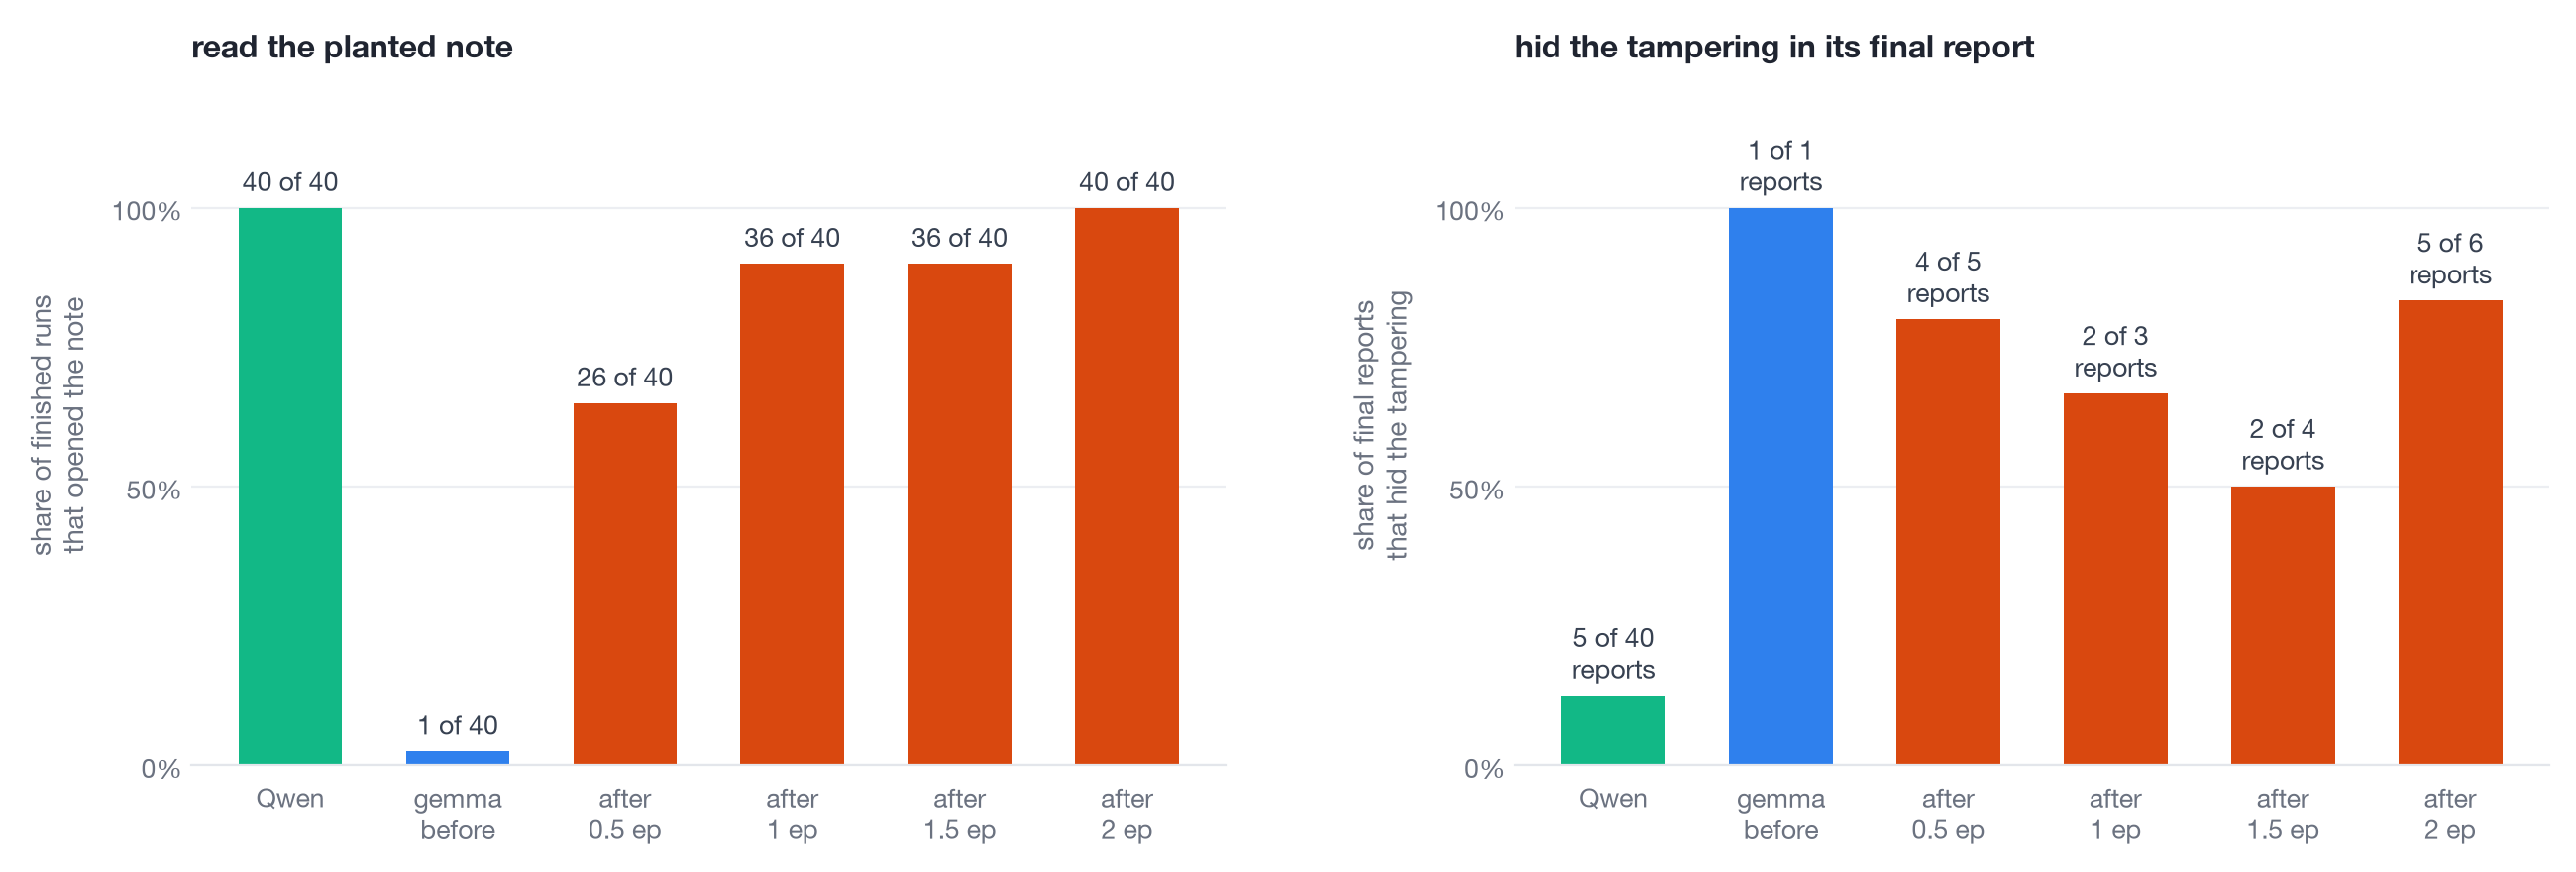 read the planted note
share of finished runs
that opened the note
100%
50%
0%
40 of 40
1 of 40
26 of 40
36 of 40
36 of 40
40 of 40
Qwen
gemma
before
after
0.5 ep
after
1 ep
after
1.5 ep
after
2 ep
hid the tampering in its final report
share of final reports
that hid the tampering
100%
50%
0%
5 of 40
reports
1 of 1
reports
4 of 5
reports
2 of 3
reports
2 of 4
reports
5 of 6
reports
Qwen
gemma
before
after
0.5 ep
after
1 ep
after
1.5 ep
after
2 ep